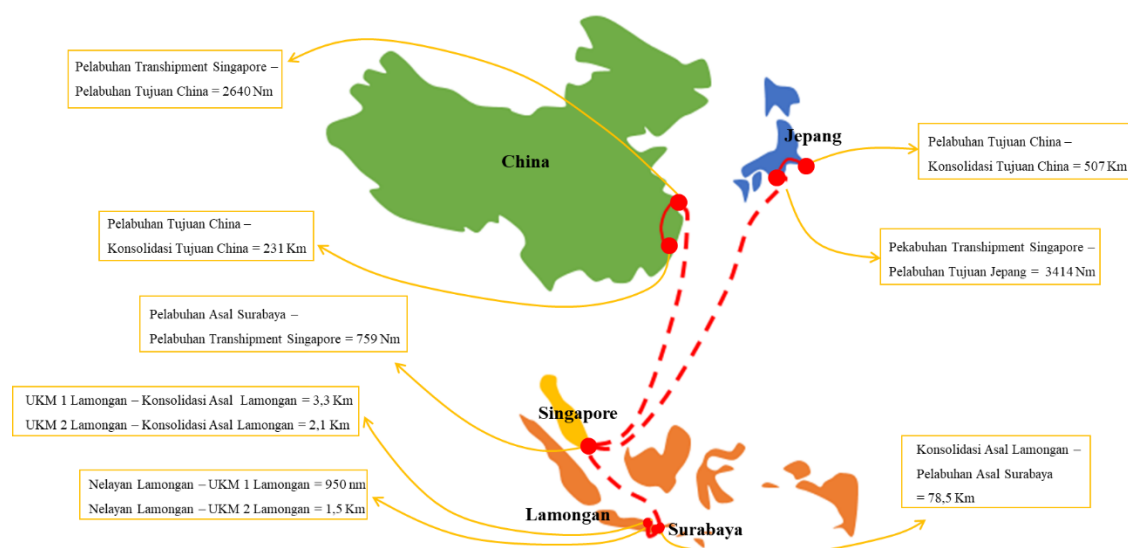 Pelabuhan Transhipment Singapore –
Pelabuhan Tujuan China = 2640 Nm
Jepang
Pelabuhan Tujuan China –
Konsolidasi Tujuan China = 507 Km
China
Pelabuhan Tujuan China –
Konsolidasi Tujuan China = 231 Km
Pekabuhan Transhipment Singapore –
Pelabuhan Tujuan Jepang = 3414 Nm
Pelabuhan Asal Surabaya –
Pelabuhan Transhipment Singapore = 759 Nm
UKM 1 Lamongan – Konsolidasi Asal Lamongan = 3,3 Km
UKM 2 Lamongan – Konsolidasi Asal Lamongan = 2,1 Km
Singapore
Konsolidasi Asal Lamongan –
Pelabuhan Asal Surabaya
= 78,5 Km
Nelayan Lamongan – UKM 1 Lamongan = 950 nm
Nelayan Lamongan – UKM 2 Lamongan = 1,5 Km
Lamongan
Surabaya